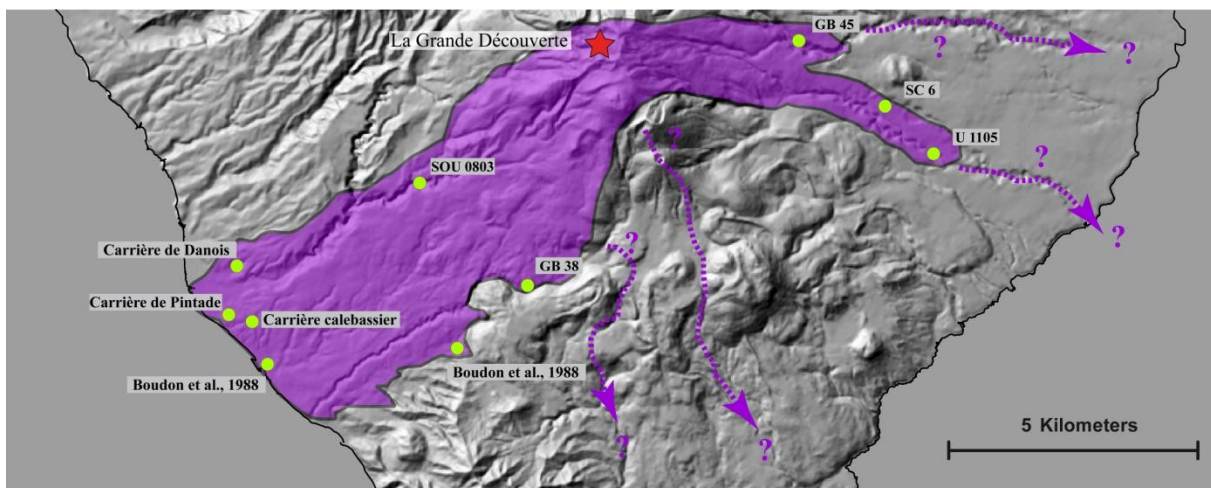 GB 45
La Grande Découverte
?
?
SC 6
?
U 1105
?
SOU 0803
?
?
Carrière de Danois
GB 38
Carrière de Pintade
Carrière calebassier
Boudon et al., 1988
Boudon et al., 1988
5 Kilometers
?
?